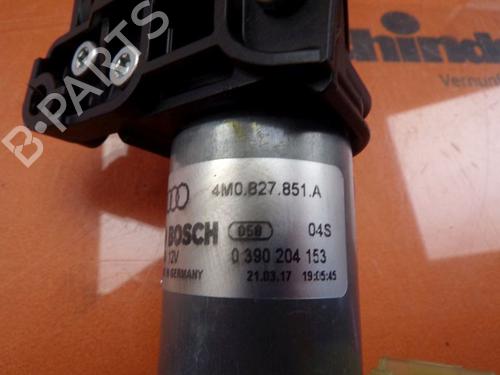 hind
Vernun
B-PARTS
4M0.827.851.A
BOSCH 058 04S
12V 0 390 204 153
GERMANY 21.03.17 19:05:45